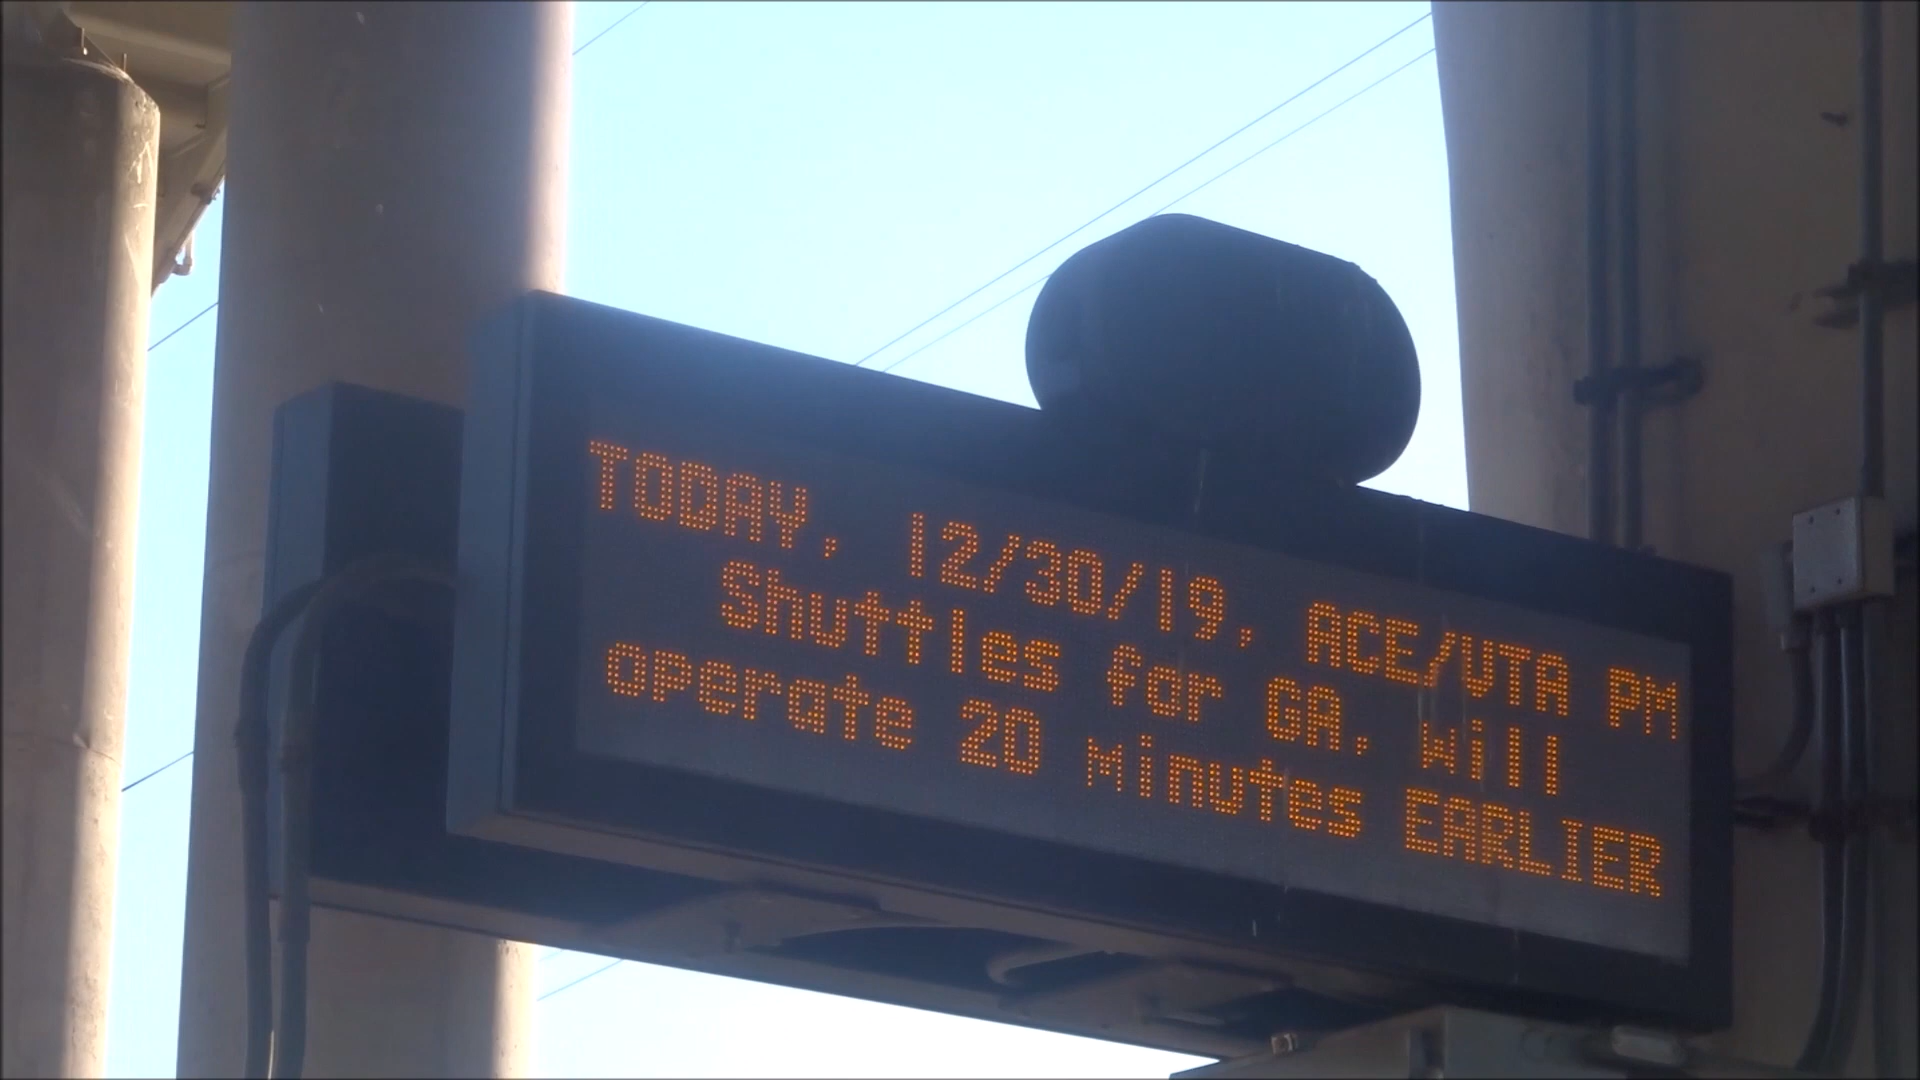 TODAY, 12/30/19, ACE/VTA PM
Shuttles for GA, will
operate 20 minutes EARLIER